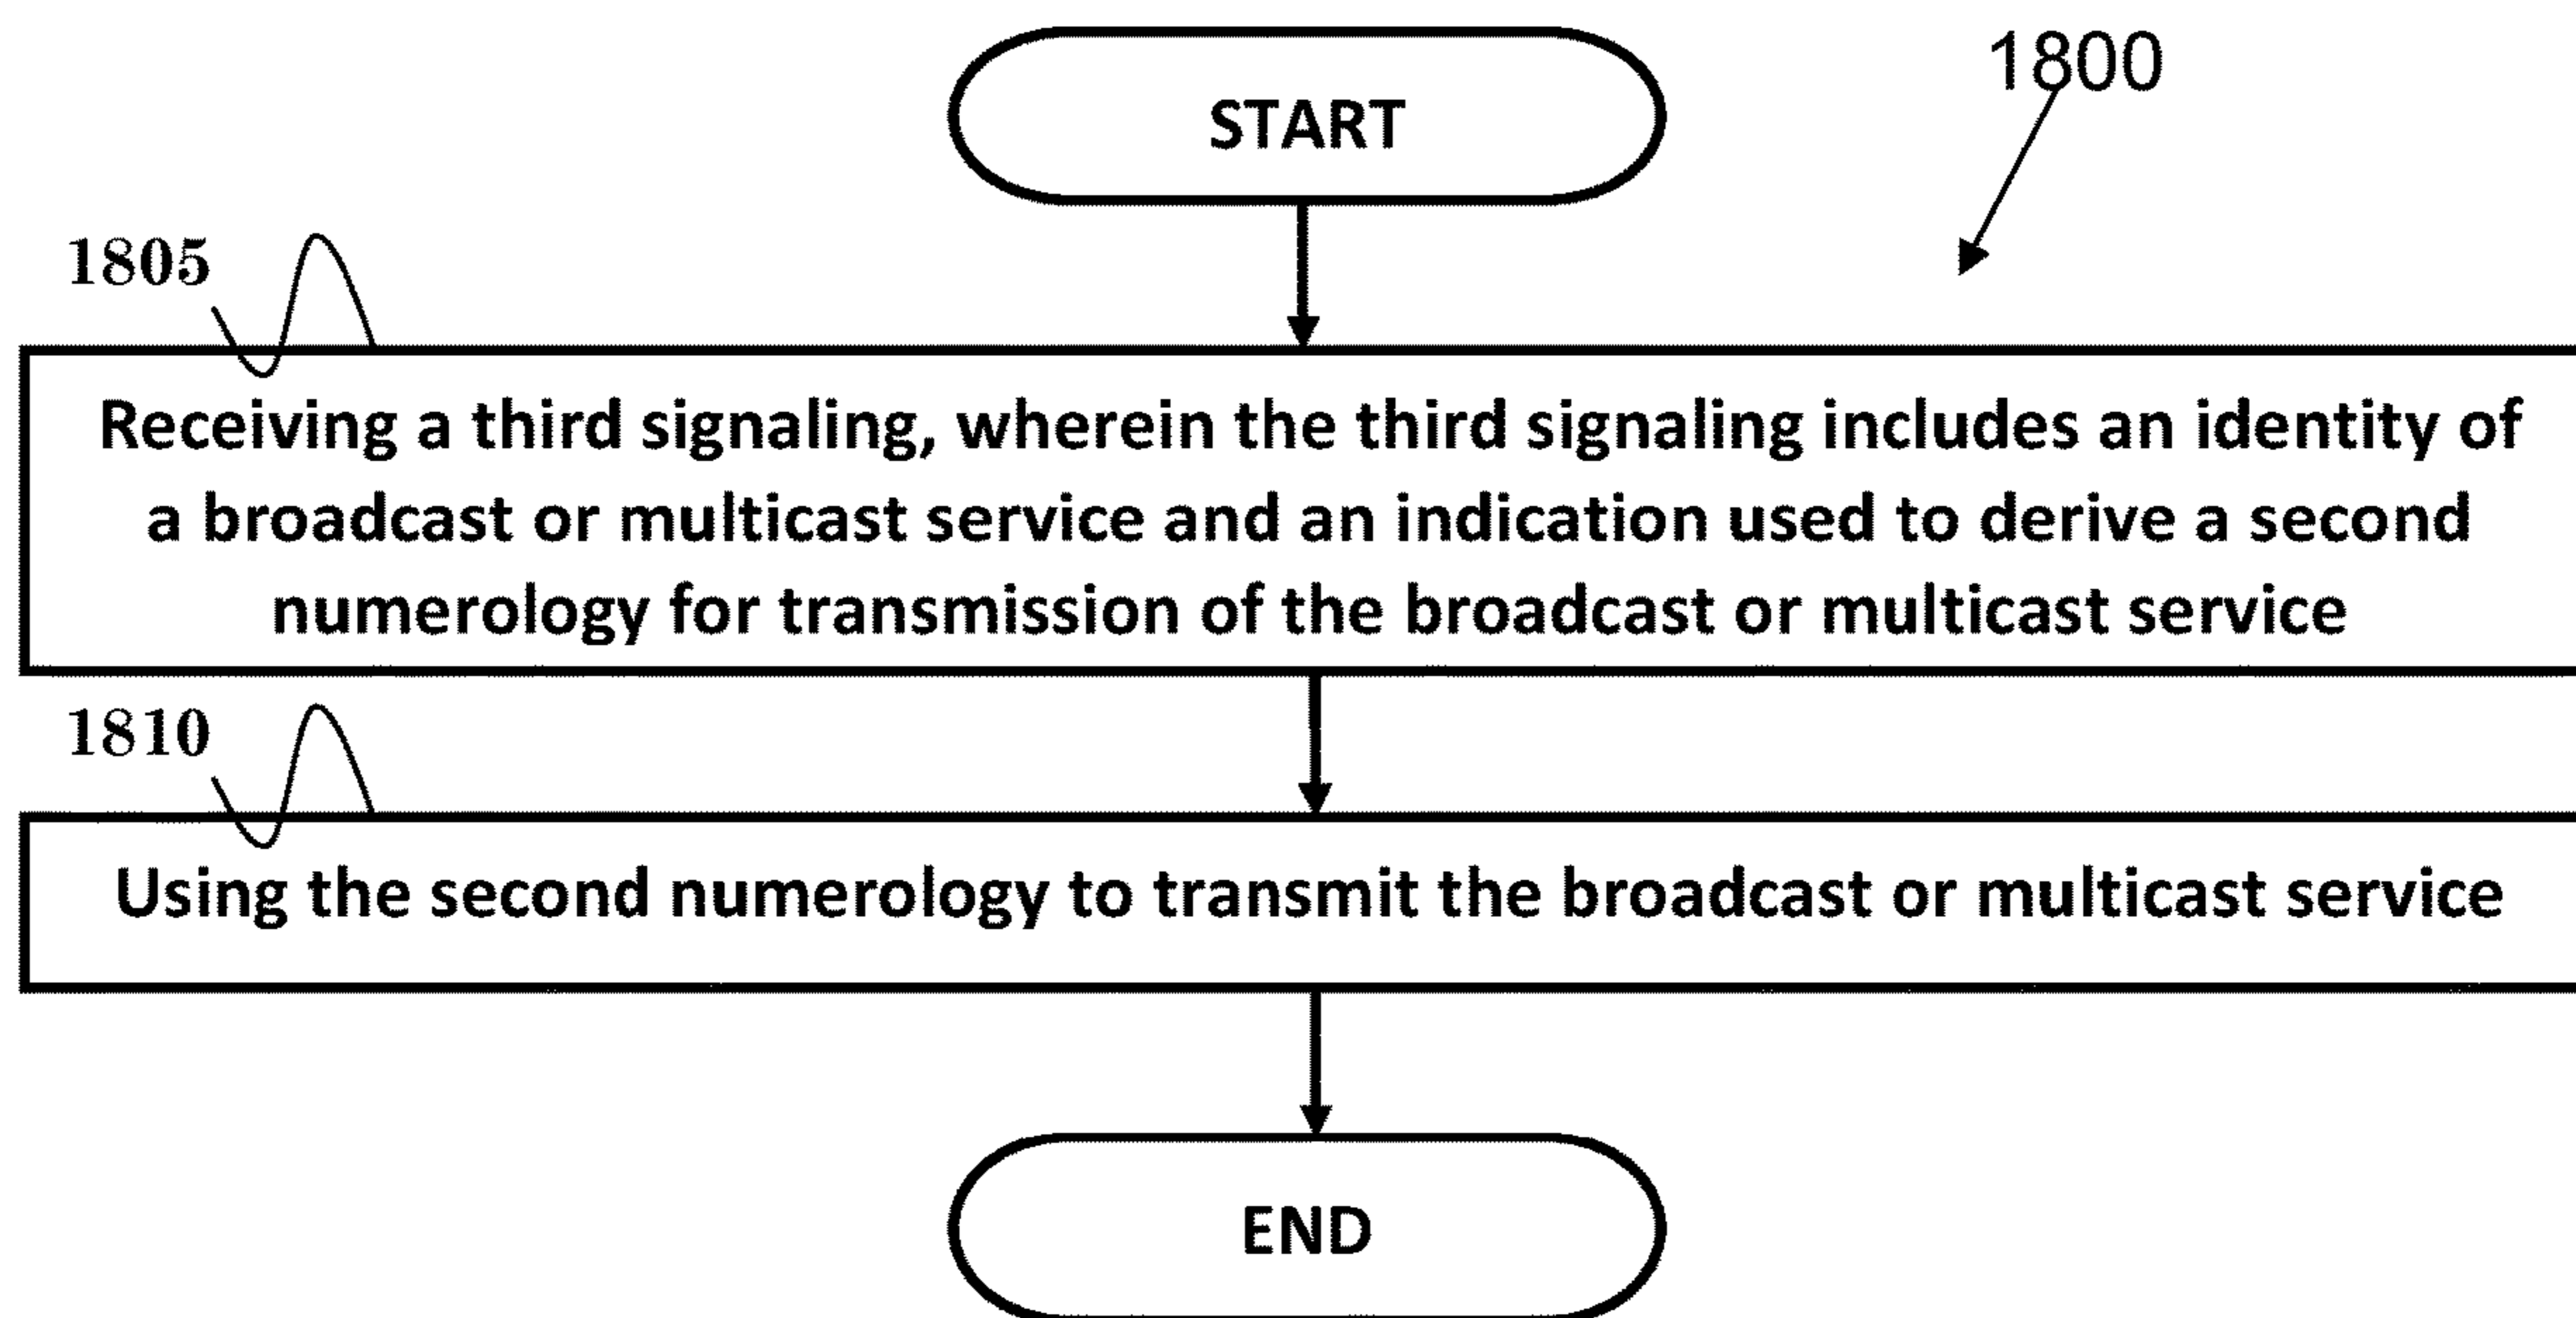 START
1800
1805
Receiving a third signaling, wherein the third signaling includes an identity of
a broadcast or multicast service and an indication used to derive a second
numerology for transmission of the broadcast or multicast service
1810
Using the second numerology to transmit the broadcast or multicast service
END